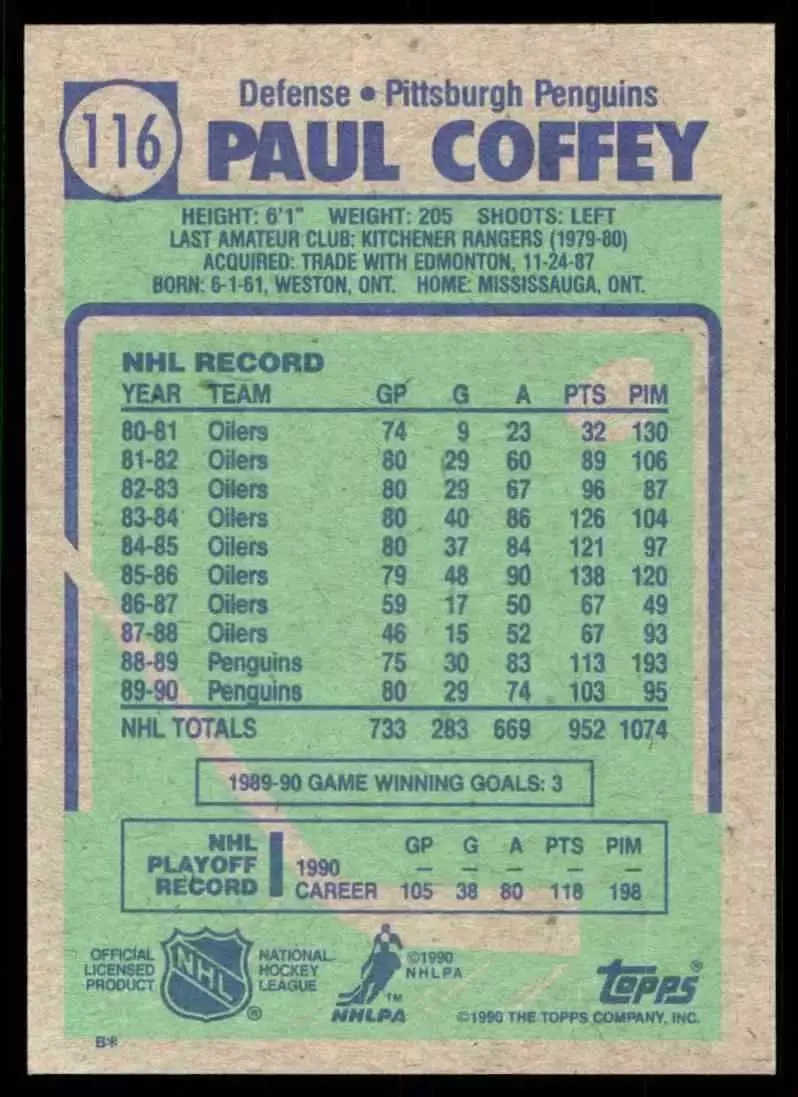 116
Defense • Pittsburgh Penguins
PAUL COFFEY
HEIGHT: 6'1" WEIGHT: 205 SHOOTS: LEFT
LAST AMATEUR CLUB: KITCHENER RANGERS (1979-80)
ACQUIRED: TRADE WITH EDMONTON, 11-24-87
BORN: 6-1-61, WESTON, ONT. HOME: MISSISSAUGA, ONT.
NHL RECORD
YEAR TEAM GP G A PTS PIM
80-81 Oilers 74 9 23 32 130
81-82 Oilers 80 29 60 89 106
82-83 Oilers 80 29 67 96 87
83-84 Oilers 80 40 86 126 104
84-85 Oilers 80 37 84 121 97
85-86 Oilers 79 48 90 138 120
86-87 Oilers 59 17 50 67 49
87-88 Oilers 46 15 52 67 93
88-89 Penguins 75 30 83 113 193
89-90 Penguins 80 29 74 103 95
NHL TOTALS 733 283 669 952 1074
1989-90 GAME WINNING GOALS: 3
NHL PLAYOFF RECORD
GP G A PTS PIM
1990 – – – – –
CAREER 105 38 80 118 198
OFFICIAL LICENSED PRODUCT
NHL ®
NATIONAL HOCKEY LEAGUE
TM
NHLPA
©1990 NHLPA
topps ®
©1990 THE TOPPS COMPANY, INC.
B*